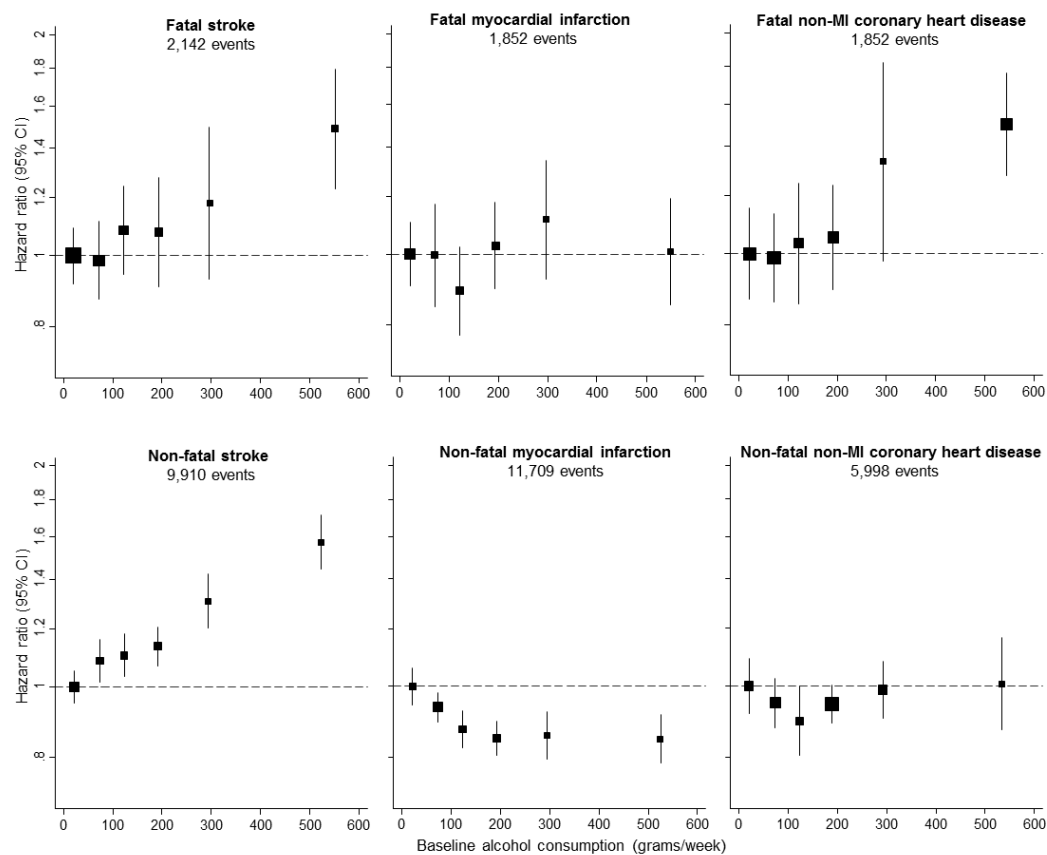 Fatal stroke
2,142 events
Fatal myocardial infarction
1,852 events
Fatal non-MI coronary heart disease
1,852 events
Hazard ratio (95% CI)
2
1.8
1.6
1.4
1.2
1
.8
0 100 200 300 400 500 600
0 100 200 300 400 500 600
0 100 200 300 400 500 600
Non-fatal stroke
9,910 events
Non-fatal myocardial infarction
11,709 events
Non-fatal non-MI coronary heart disease
5,998 events
Hazard ratio (95% CI)
2
1.8
1.6
1.4
1.2
1
.8
0 100 200 300 400 500 600
0 100 200 300 400 500 600
0 100 200 300 400 500 600
Baseline alcohol consumption (grams/week)